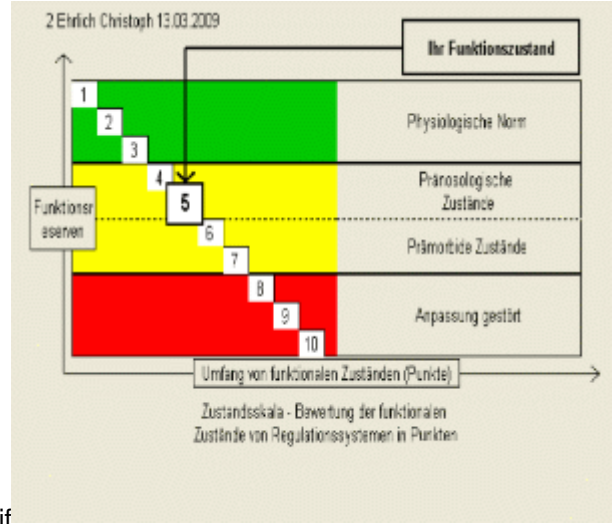 2 Ehrlich Christoph 13.03.2009
Ihr Funktionszustand
1
2
3
Physiologische Norm
4
5
Pränosologische
Zustände
Funktionsr
eserven
6
7
Prämorbide Zustände
8
9
10
Anpassung gestört
Umfang von funktionalen Zuständen (Punkte)
Zustandsskala - Bewertung der funktionalen
Zustände von Regulationssystemen in Punkten
if